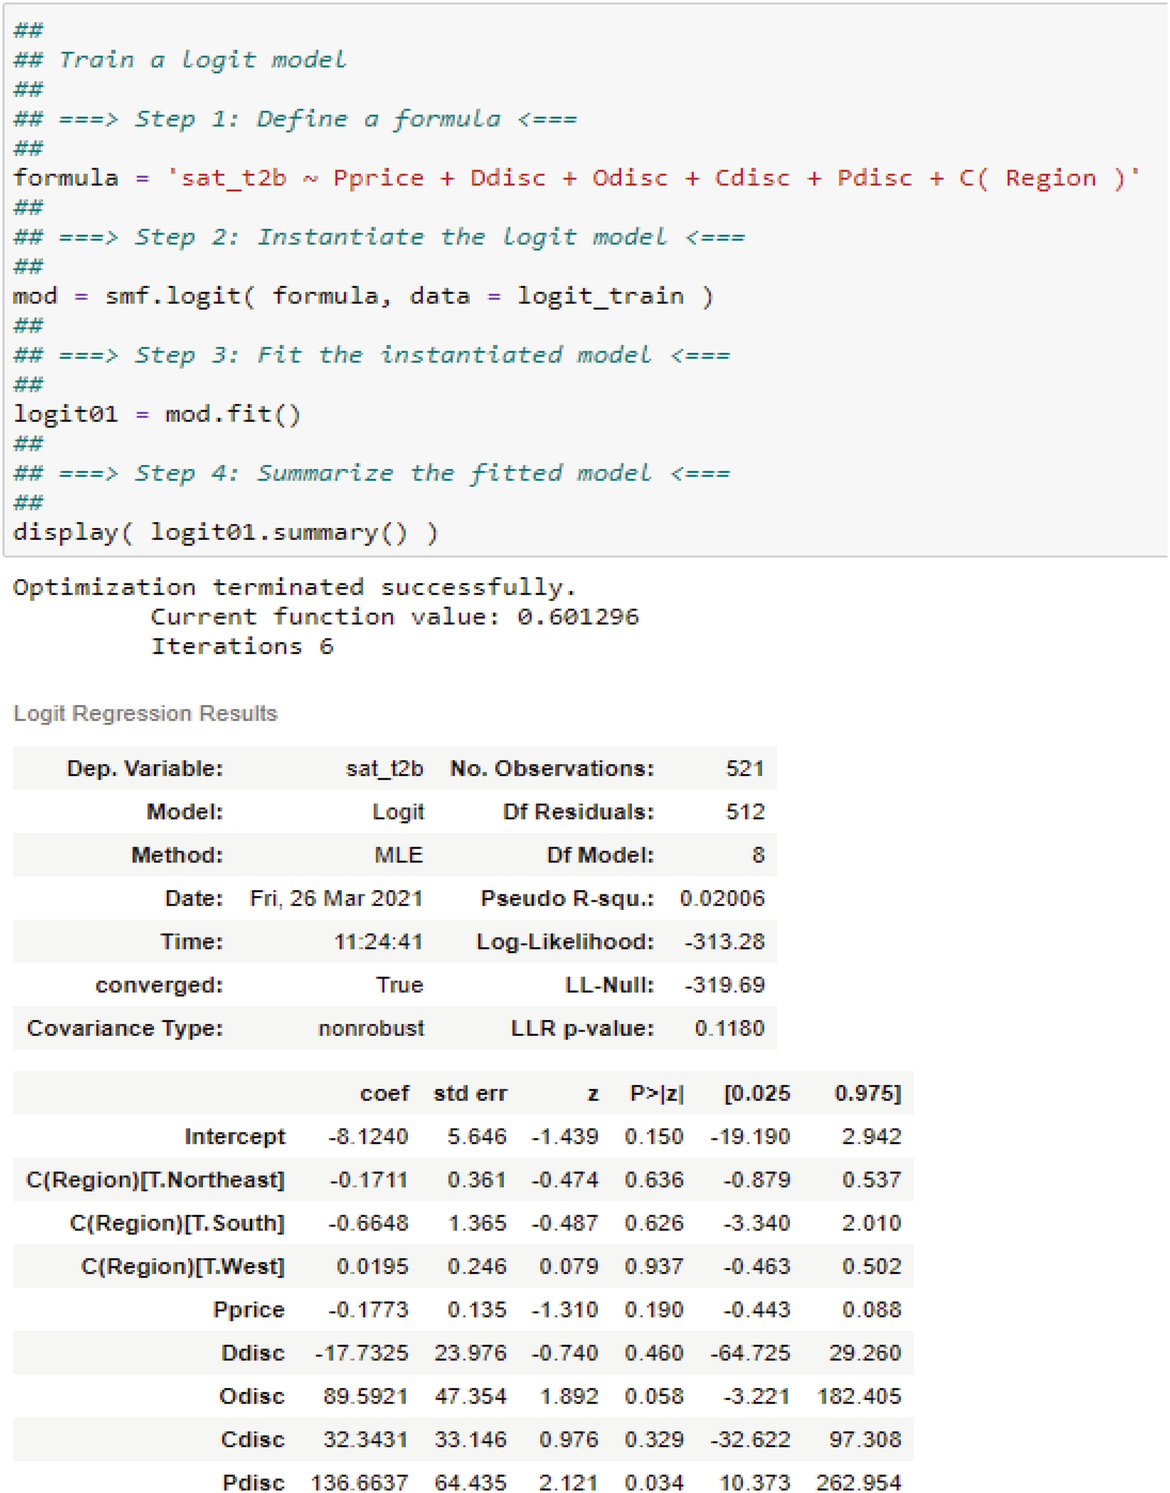 ##
## Train a logit model
##
## ===> Step 1: Define a formula <===
##
formula = 'sat_t2b ~ Pprice + Ddisc + Odisc + Cdisc + Pdisc + C( Region )'
##
## ===> Step 2: Instantiate the logit model <===
##
mod = smf.logit( formula, data = logit_train )
##
## ===> Step 3: Fit the instantiated model <===
##
logit01 = mod.fit()
##
## ===> Step 4: Summarize the fitted model <===
##
display( logit01.summary() )
Optimization terminated successfully.
Current function value: 0.601296
Iterations 6
Logit Regression Results
Dep. Variable: sat_t2b No. Observations: 521
Model: Logit Df Residuals: 512
Method: MLE Df Model: 8
Date: Fri, 26 Mar 2021 Pseudo R-squ.: 0.02006
Time: 11:24:41 Log-Likelihood: -313.28
converged: True LL-Null: -319.69
Covariance Type: nonrobust LLR p-value: 0.1180
coef std err z P>|z| [0.025 0.975]
Intercept -8.1240 5.646 -1.439 0.150 -19.190 2.942
C(Region)[T.Northeast] -0.1711 0.361 -0.474 0.636 -0.879 0.537
C(Region)[T.South] -0.6648 1.365 -0.487 0.626 -3.340 2.010
C(Region)[T.West] 0.0195 0.246 0.079 0.937 -0.463 0.502
Pprice -0.1773 0.135 -1.310 0.190 -0.443 0.088
Ddisc -17.7325 23.976 -0.740 0.460 -64.725 29.260
Odisc 89.5921 47.354 1.892 0.058 -3.221 182.405
Cdisc 32.3431 33.146 0.976 0.329 -32.622 97.308
Pdisc 136.6637 64.435 2.121 0.034 10.373 262.954